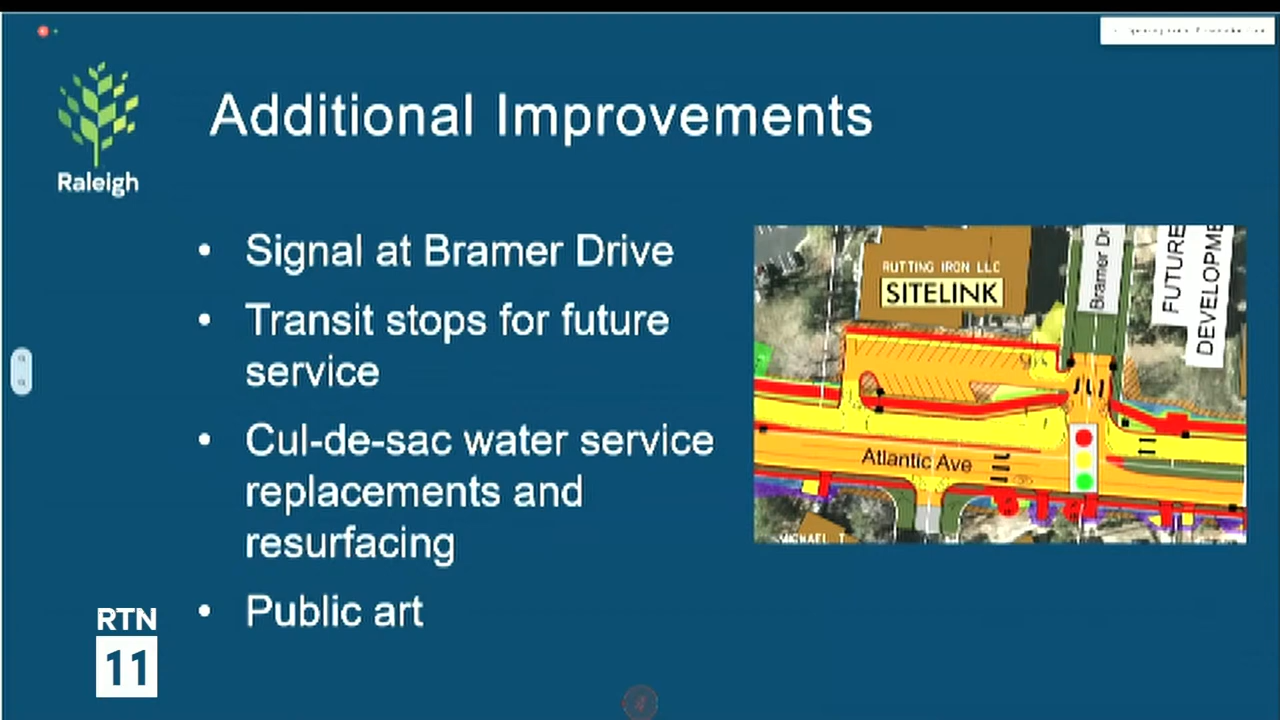 Raleigh
Additional Improvements
• Signal at Bramer Drive
• Transit stops for future
service
• Cul-de-sac water service
replacements and
resurfacing
• Public art
RUTTING IRON LLC
SITELINK
Bramer Dr
FUTURE
DEVELOPME
Atlantic Ave
MICHAEL T
RTN
11